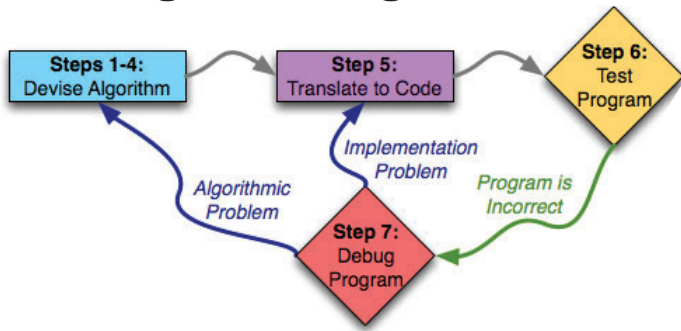 Steps 1-4:
Devise Algorithm
Step 5:
Translate to Code
Step 6:
Test
Program
Implementation
Problem
Algorithmic
Problem
Program is
Incorrect
Step 7:
Debug
Program